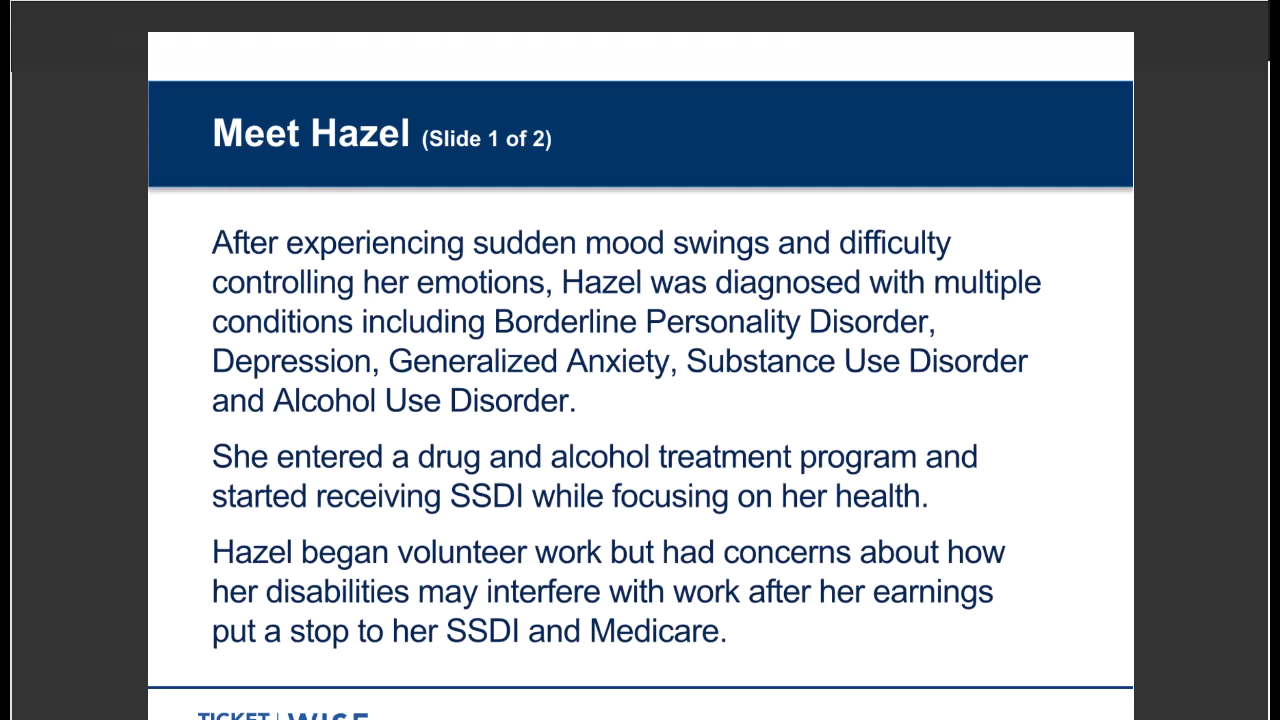 Meet Hazel (Slide 1 of 2)
After experiencing sudden mood swings and difficulty
controlling her emotions, Hazel was diagnosed with multiple
conditions including Borderline Personality Disorder,
Depression, Generalized Anxiety, Substance Use Disorder
and Alcohol Use Disorder.
She entered a drug and alcohol treatment program and
started receiving SSDI while focusing on her health.
Hazel began volunteer work but had concerns about how
her disabilities may interfere with work after her earnings
put a stop to her SSDI and Medicare.
TICKET | WISE